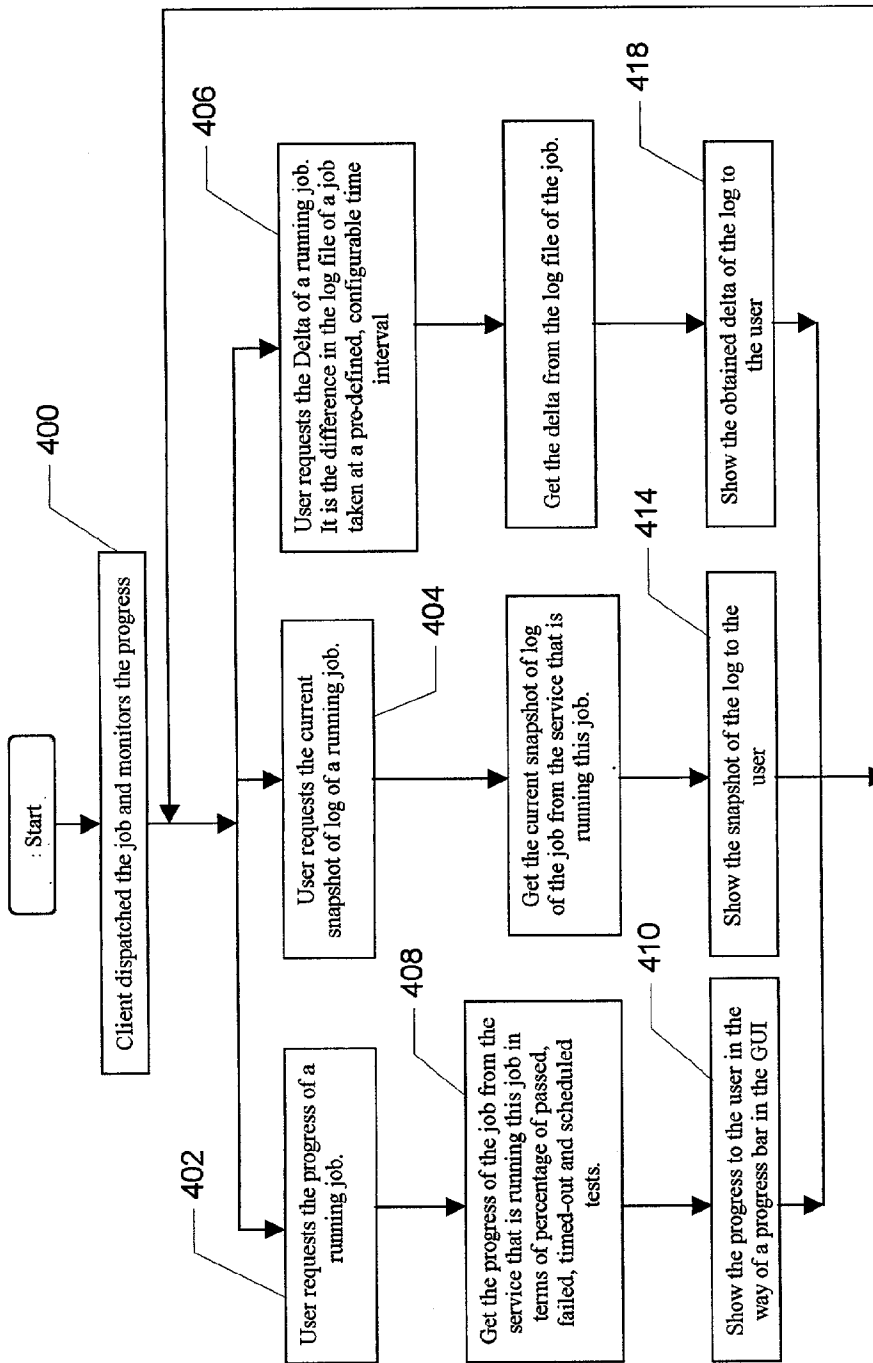 : Start
400
Client dispatched the job and monitors the progress
402
User requests the progress of a
running job.
User requests the current
snapshot of log of a running job.
404
406
User requests the Delta of a running job.
It is the difference in the log file of a job
taken at a pro-defined, configurable time
interval
408
Get the progress of the job from the
service that is running this job in
terms of percentage of passed,
failed, timed-out and scheduled
tests.
Get the current snapshot of log
of the job from the service that is
running this job.
Get the delta from the log file of the job.
410
Show the progress to the user in the
way of a progress bar in the GUI
414
Show the snapshot of the log to the
user
418
Show the obtained delta of the log to
the user